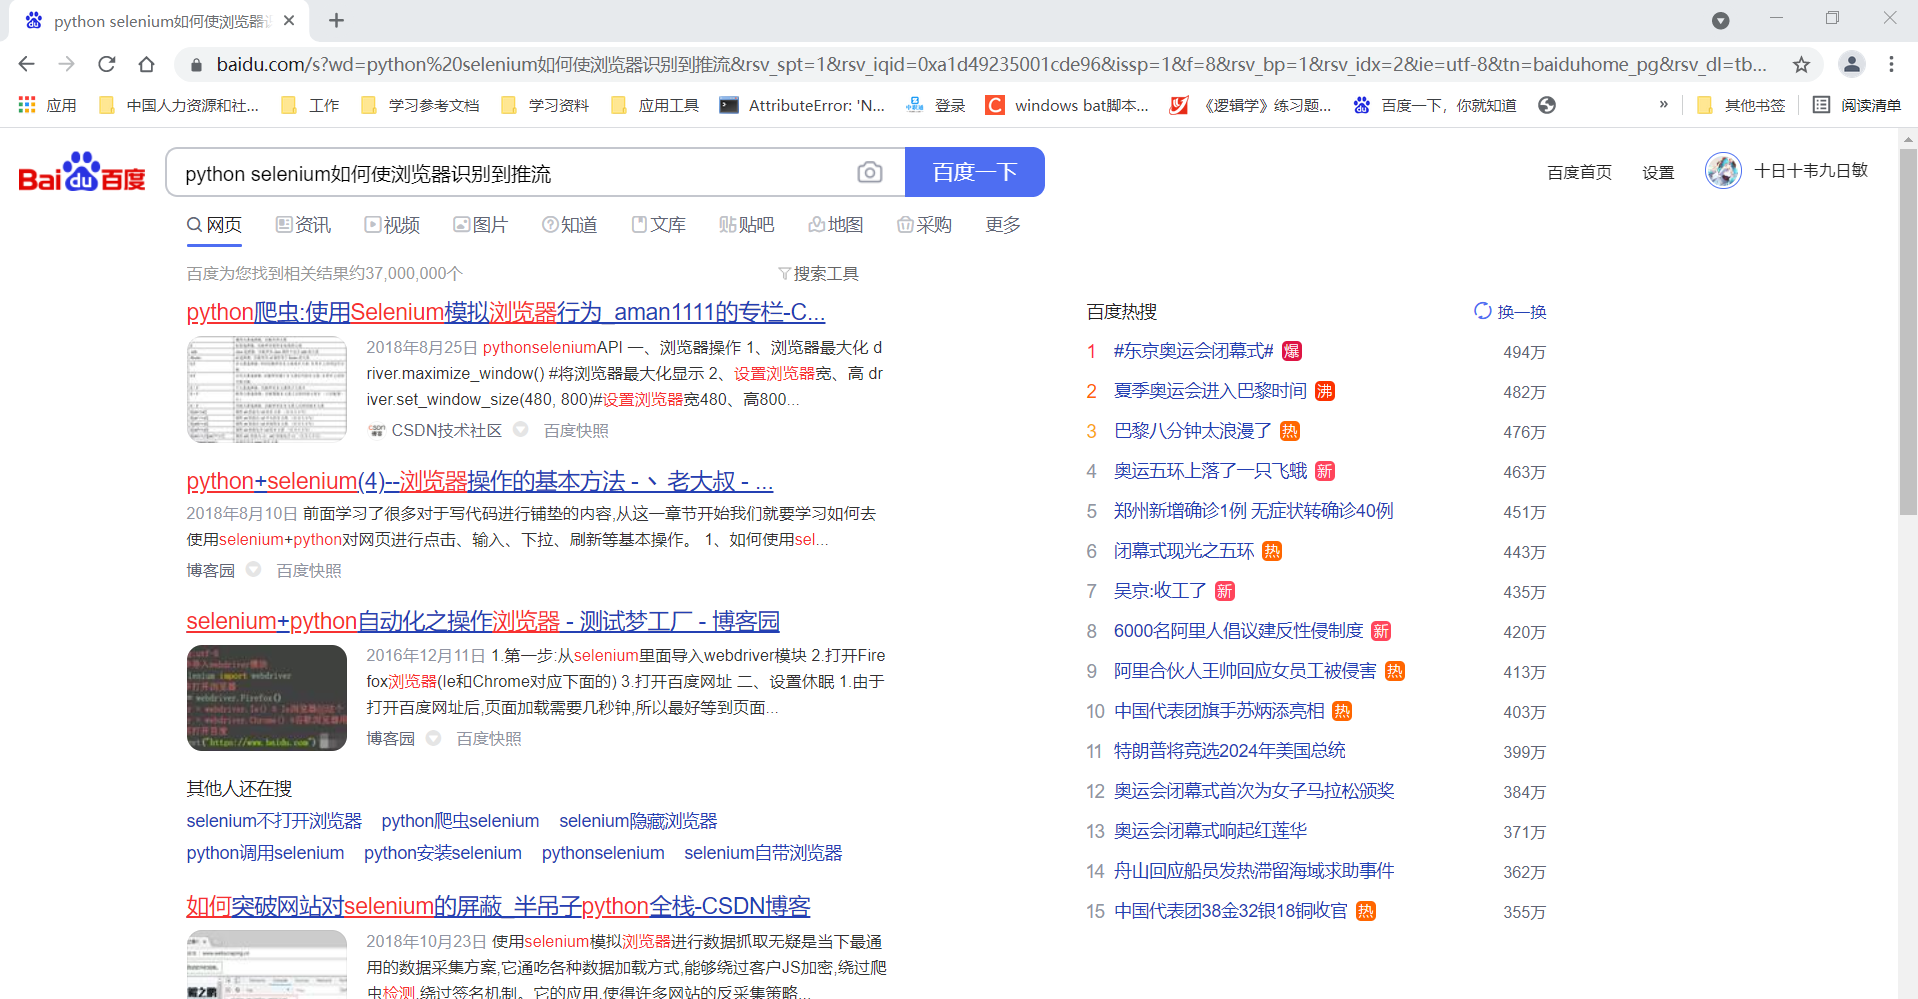 python selenium如何使浏览器识
baidu.com/s?wd=python%20selenium如何使浏览器识别到推流&rsv_spt=1&rsv_iqid=0xa1d49235001cde96&issp=1&f=8&rsv_bp=1&rsv_idx=2&ie=utf-8&tn=baiduhome_pg&rsv_dl=tb...
应用 中国人力资源和社... 工作 学习参考文档 学习资料 应用工具 AttributeError: 'N... 登录 windows bat脚本... 《逻辑学》练习题... 百度一下，你就知道 » 其他书签 阅读清单
Bai du 百度 python selenium如何使浏览器识别到推流 百度一下 百度首页 设置 十日十韦九日敏
网页 资讯 视频 图片 知道 文库 贴吧 地图 采购 更多
百度为您找到相关结果约37,000,000个 搜索工具
python爬虫:使用Selenium模拟浏览器行为_aman1111的专栏-C...
2018年8月25日 pythonseleniumAPI 一、浏览器操作 1、浏览器最大化 d
river.maximize_window() #将浏览器最大化显示 2、设置浏览器宽、高 dr
iver.set_window_size(480, 800)#设置浏览器宽480、高800...
CSDN技术社区 百度快照
python+selenium(4)--浏览器操作的基本方法 - 丶 老大叔 - ...
2018年8月10日 前面学习了很多对于写代码进行铺垫的内容,从这一章节开始我们就要学习如何去
使用selenium+python对网页进行点击、输入、下拉、刷新等基本操作。 1、如何使用sel...
博客园 百度快照
selenium+python自动化之操作浏览器 - 测试梦工厂 - 博客园
import webdriver
= webdriver.Firefox()
2016年12月11日 1.第一步:从selenium里面导入webdriver模块 2.打开Fire
fox浏览器(Ie和Chrome对应下面的) 3.打开百度网址 二、设置休眠 1.由于
打开百度网址后,页面加载需要几秒钟,所以最好等到页面...
博客园 百度快照
其他人还在搜
selenium不打开浏览器 python爬虫selenium selenium隐藏浏览器
python调用selenium python安装selenium pythonselenium selenium自带浏览器
如何突破网站对selenium的屏蔽_半吊子python全栈-CSDN博客
2018年10月23日 使用selenium模拟浏览器进行数据抓取无疑是当下最通
用的数据采集方案,它通吃各种数据加载方式,能够绕过客户JS加密,绕过爬
虫检测,绕过签名机制。它的应用,使得许多网站的反采集策略...
百度热搜 换一换
1 #东京奥运会闭幕式# 爆 494万
2 夏季奥运会进入巴黎时间 沸 482万
3 巴黎八分钟太浪漫了 热 476万
4 奥运五环上落了一只飞蛾 新 463万
5 郑州新增确诊1例 无症状转确诊40例 451万
6 闭幕式现光之五环 热 443万
7 吴京:收工了 新 435万
8 6000名阿里人倡议建反性侵制度 新 420万
9 阿里合伙人王帅回应女员工被侵害 热 413万
10 中国代表团旗手苏炳添亮相 热 403万
11 特朗普将竞选2024年美国总统 399万
12 奥运会闭幕式首次为女子马拉松颁奖 384万
13 奥运会闭幕式响起红莲华 371万
14 舟山回应船员发热滞留海域求助事件 362万
15 中国代表团38金32银18铜收官 热 355万